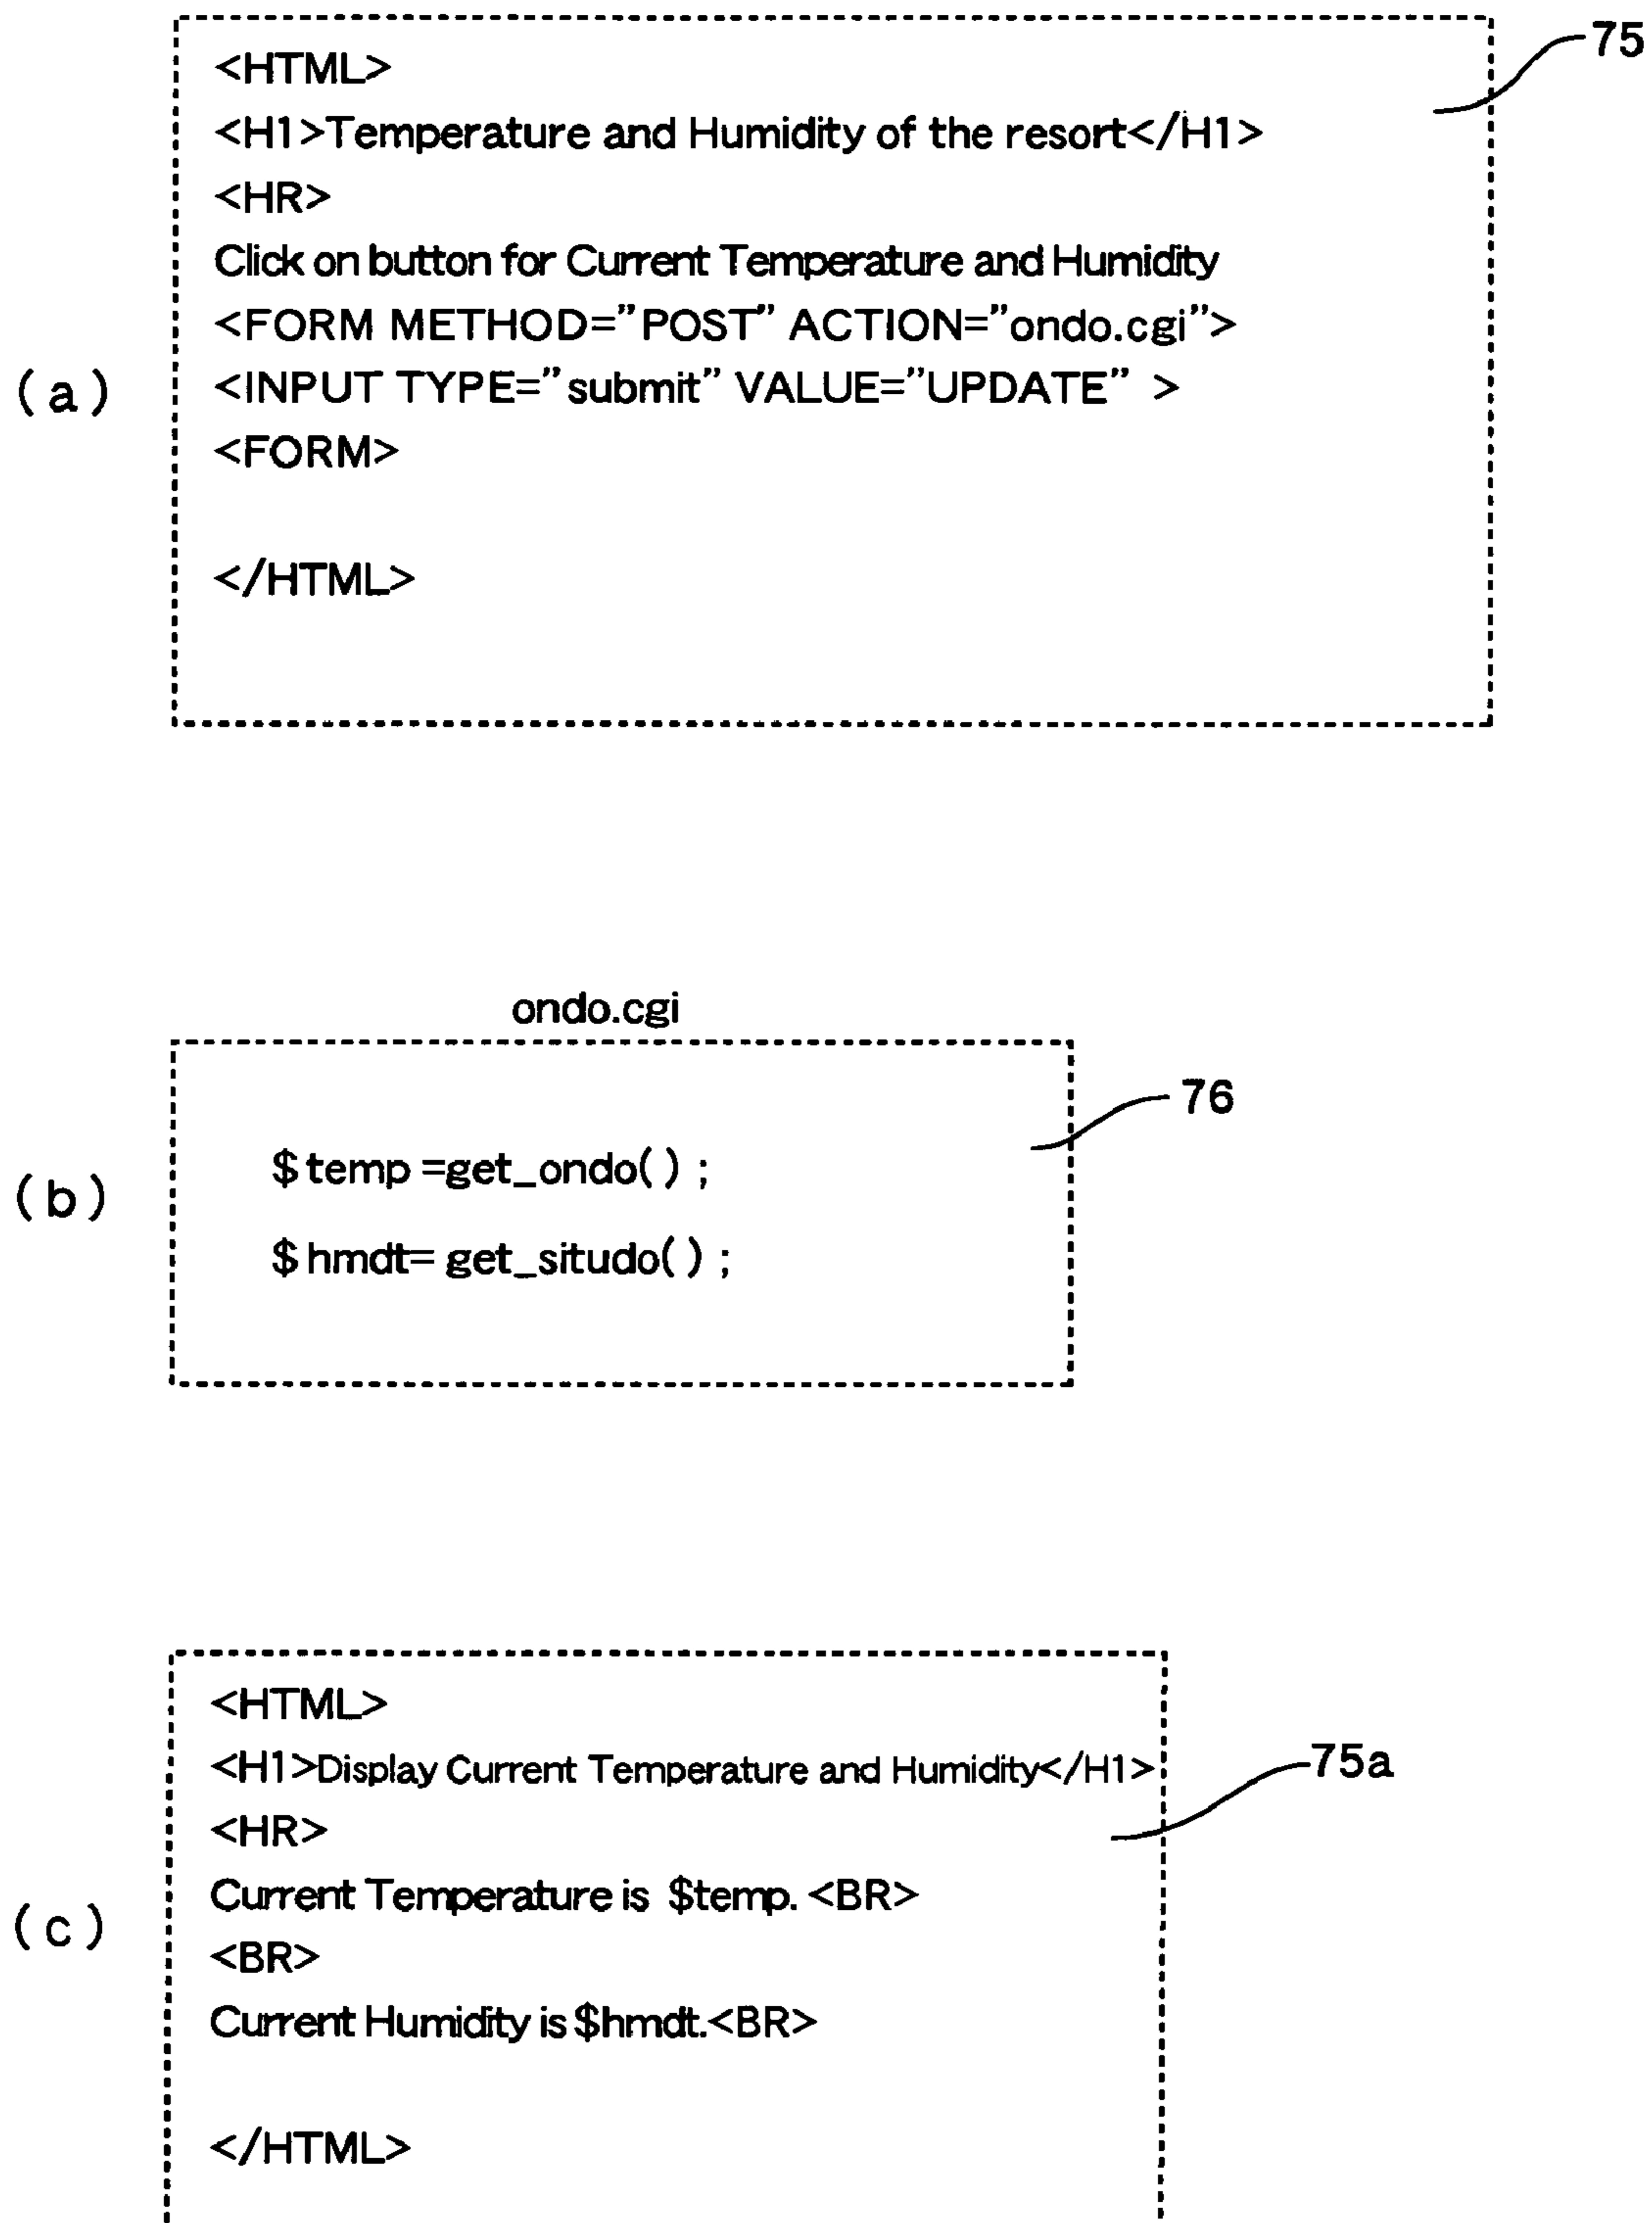 75
<HTML>
<H1>Temperature and Humidity of the resort</H1>
<HR>
Click on button for Current Temperature and Humidity
<FORM METHOD=”POST” ACTION=”ondo.cgi”>
(a)
<INPUT TYPE=”submit” VALUE=”UPDATE” >
<FORM>
</HTML>
ondo.cgi
76
(b)
$temp =get_ondo() ;
$hmdt= get_situdo() ;
<HTML>
<H1>Display Current Temperature and Humidity</H1>
75a
<HR>
Current Temperature is $temp. <BR>
(c)
<BR>
Current Humidity is $hmdt.<BR>
</HTML>